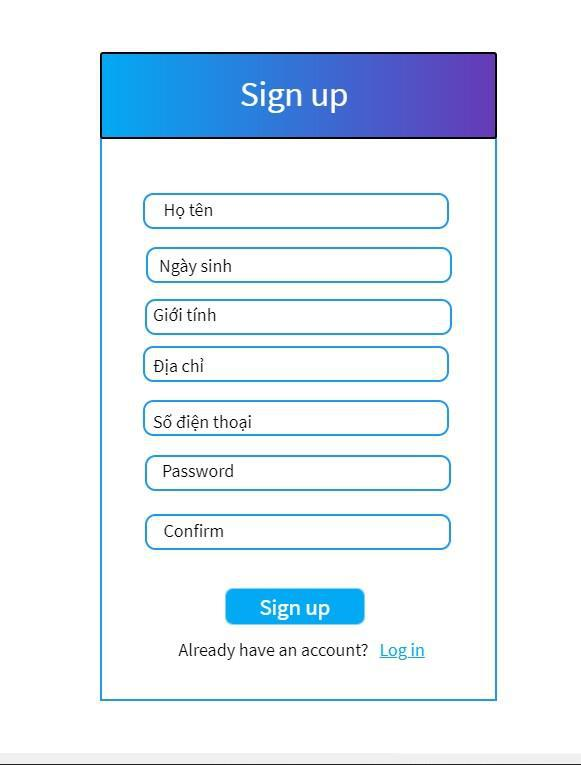 Sign up
Họ tên
Ngày sinh
Giới tính
Địa chỉ
Số điện thoại
Password
Confirm
Sign up
Already have an account? Log in